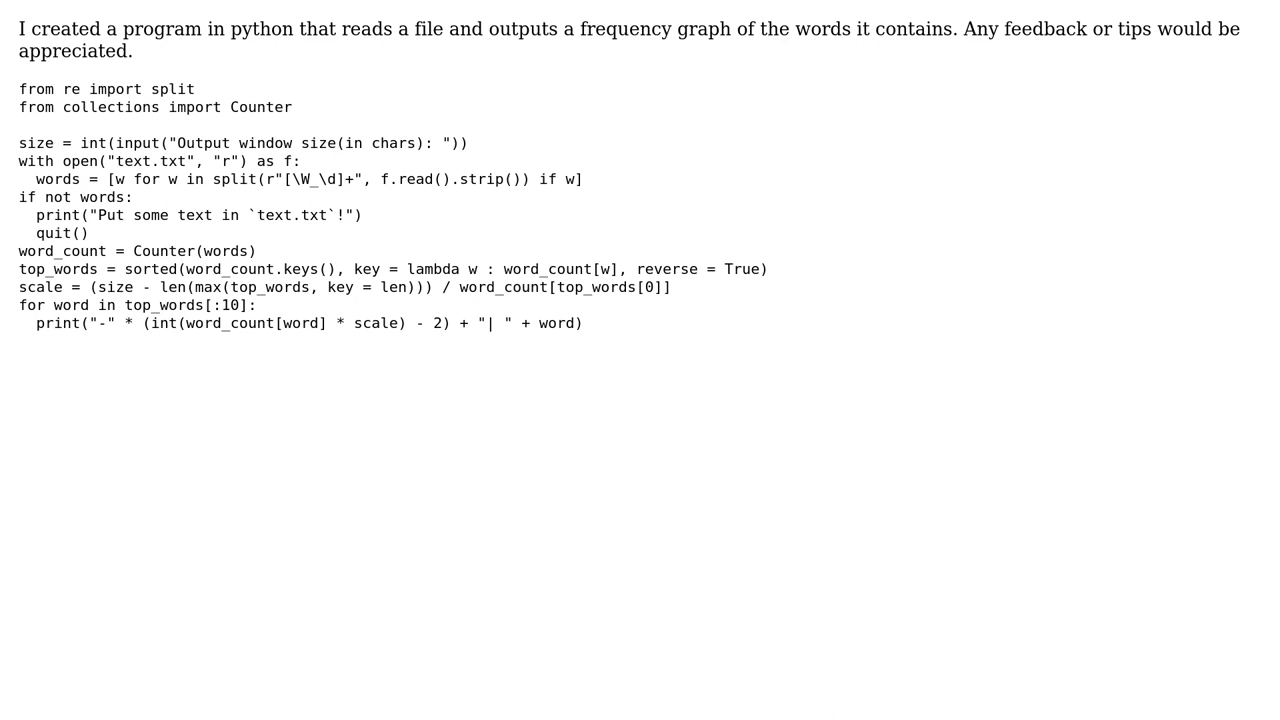 I created a program in python that reads a file and outputs a frequency graph of the words it contains. Any feedback or tips would be
appreciated.
from re import split
from collections import Counter
size = int(input("Output window size(in chars): "))
with open("text.txt", "r") as f:
  words = [w for w in split(r"[\W_\d]+", f.read().strip()) if w]
if not words:
  print("Put some text in `text.txt`!")
  quit()
word_count = Counter(words)
top_words = sorted(word_count.keys(), key = lambda w : word_count[w], reverse = True)
scale = (size - len(max(top_words, key = len))) / word_count[top_words[0]]
for word in top_words[:10]:
  print("-" * (int(word_count[word] * scale) - 2) + "| " + word)